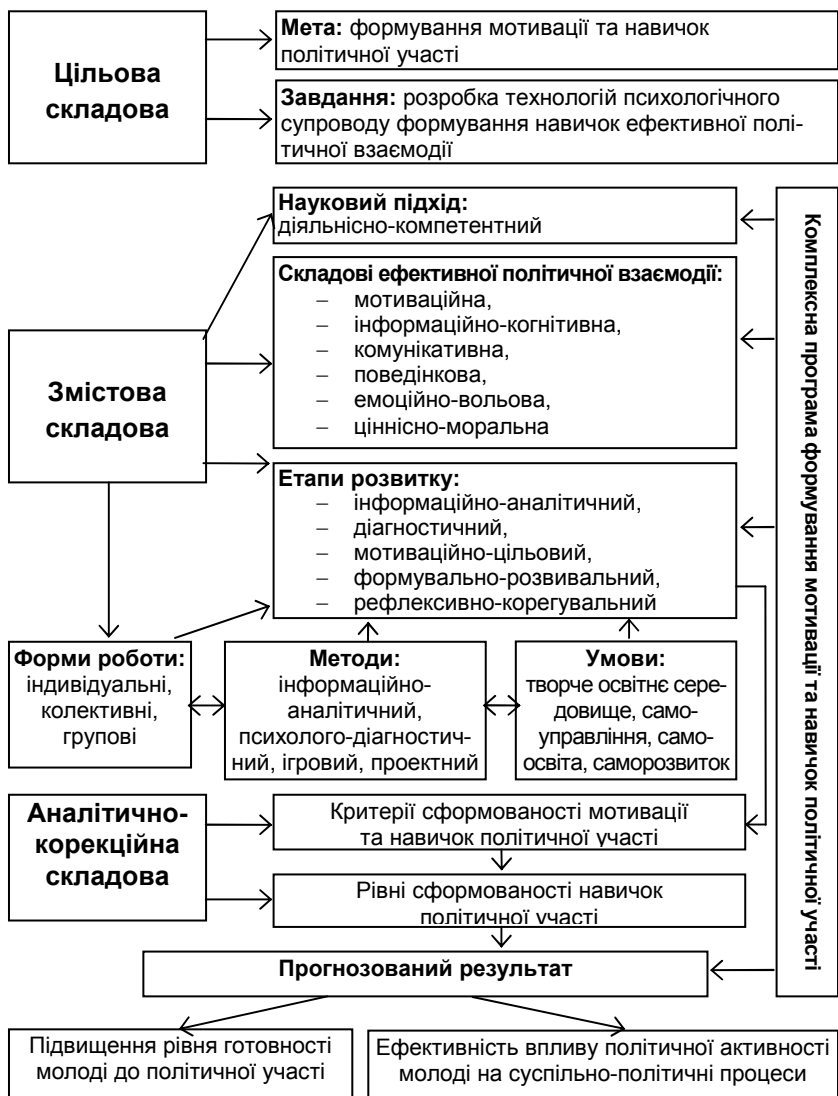 Цільова
складова
Мета: формування мотивації та навичок
політичної участі
Завдання: розробка технологій психологічного
супроводу формування навичок ефективної полі-
тичної взаємодії
Змістова
складова
Науковий підхід:
діяльнісно-компетентний
Складові ефективної політичної взаємодії:
– мотиваційна,
– інформаційно-когнітивна,
– комунікативна,
– поведінкова,
– емоційно-вольова,
– ціннісно-моральна
Етапи розвитку:
– інформаційно-аналітичний,
– діагностичний,
– мотиваційно-цільовий,
– формувально-розвивальний,
– рефлексивно-корегувальний
Комплексна програма формування мотивації та навичок політичної участі
Форми роботи:
індивідуальні,
колективні,
групові
Методи:
інформаційно-
аналітичний,
психолого-діагностич-
ний, ігровий, проектний
Умови:
творче освітнє сере-
довище, само-
управління, само-
освіта, саморозвиток
Аналітично-
корекційна
складова
Критерії сформованості мотивації
та навичок політичної участі
Рівні сформованості навичок
політичної участі
Прогнозований результат
Підвищення рівня готовності
молоді до політичної участі
Ефективність впливу політичної активності
молоді на суспільно-політичні процеси